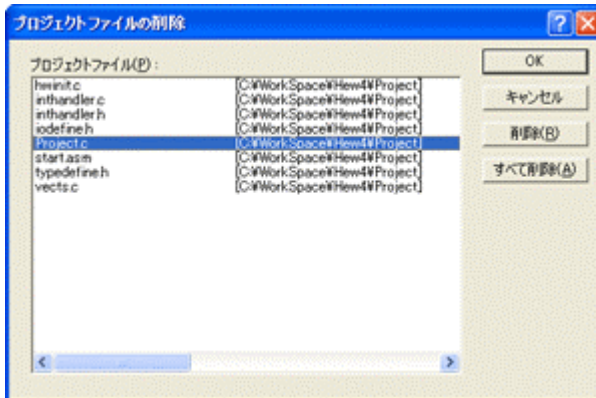 プロジェクトファイルの削除
プロジェクトファイル(P):
hwinit.c [C:¥WorkSpace¥Hew4¥Project]
inthandler.c [C:¥WorkSpace¥Hew4¥Project]
inthandler.h [C:¥WorkSpace¥Hew4¥Project]
iodefine.h [C:¥WorkSpace¥Hew4¥Project]
Project.c [C:¥WorkSpace¥Hew4¥Project]
start.asm [C:¥WorkSpace¥Hew4¥Project]
typedefine.h [C:¥WorkSpace¥Hew4¥Project]
vects.c [C:¥WorkSpace¥Hew4¥Project]
OK
キャンセル
削除(R)
すべて削除(A)